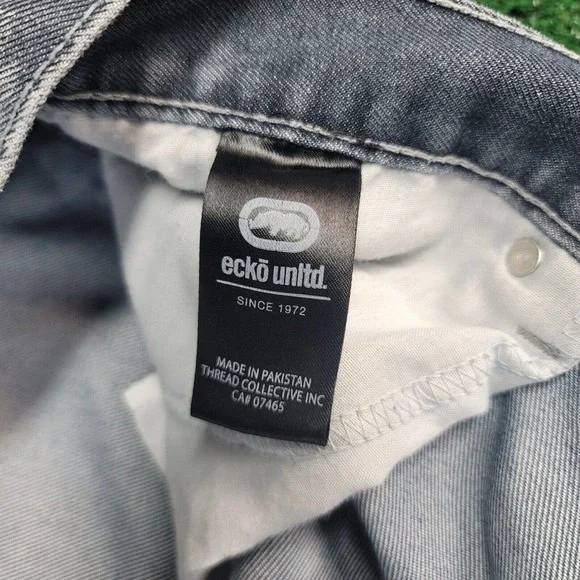 eckō unltd.
SINCE 1972
MADE IN PAKISTAN
THREAD COLLECTIVE INC
CA# 07465